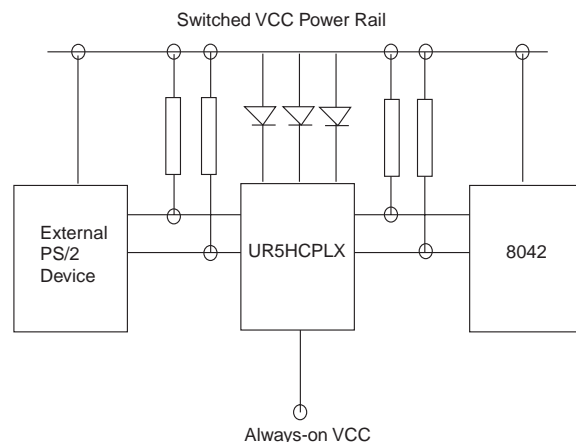 Switched VCC Power Rail
External
PS/2
Device
UR5HCPLX
8042
Always-on VCC